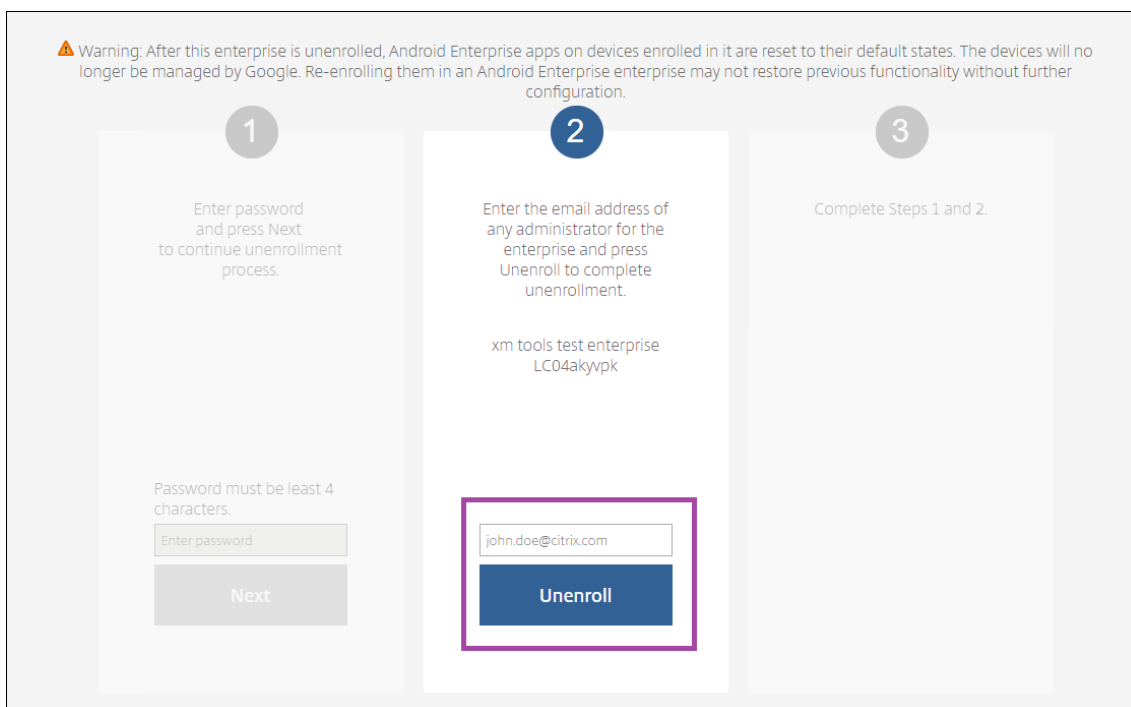 Warning: After this enterprise is unenrolled, Android Enterprise apps on devices enrolled in it are reset to their default states. The devices will no
longer be managed by Google. Re-enrolling them in an Android Enterprise enterprise may not restore previous functionality without further
configuration.
1
Enter password
and press Next
to continue unenrollment
process.
Password must be least 4
characters.
Enter password
Next
2
Enter the email address of
any administrator for the
enterprise and press
Unenroll to complete
unenrollment.
xm tools test enterprise
LC04akyvpk
john.doe@citrix.com
Unenroll
3
Complete Steps 1 and 2.